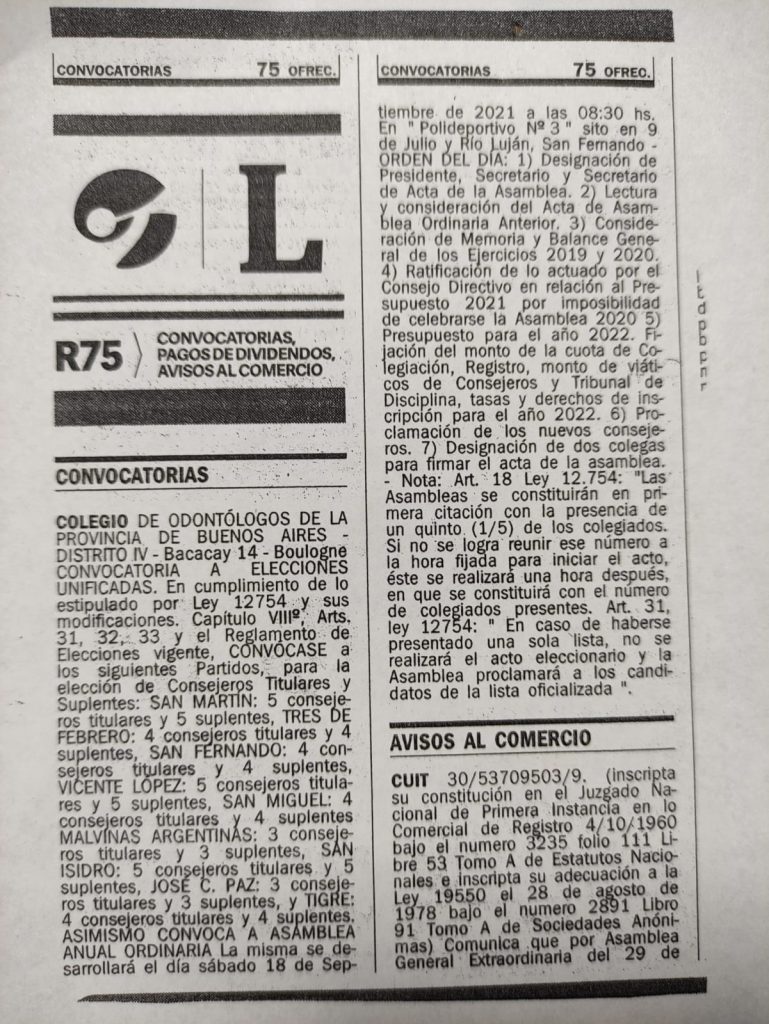 CONVOCATORIAS 75 OFREC.
L
R75 CONVOCATORIAS,
PAGOS DE DIVIDENDOS,
AVISOS AL COMERCIO
CONVOCATORIAS
COLEGIO DE ODONTÓLOGOS DE LA
PROVINCIA DE BUENOS AIRES -
DISTRITO IV - Bacacay 14 - Boulogne
CONVOCATORIA A ELECCIONES
UNIFICADAS. En cumplimiento de lo
estipulado por Ley 12754 y sus
modificaciones. Capítulo VIIIº, Arts.
31, 32, 33 y el Reglamento de
Elecciones vigente, CONVÓCASE a
los siguientes Partidos, para la
elección de Consejeros Titulares y
Suplentes: SAN MARTÍN: 5 conseje-
ros titulares y 5 suplentes, TRES DE
FEBRERO: 4 consejeros titulares y 4
suplentes, SAN FERNANDO: 4 con-
sejeros titulares y 4 suplentes,
VICENTE LÓPEZ: 5 consejeros titula-
res y 5 suplentes, SAN MIGUEL: 4
consejeros titulares y 4 suplentes
MALVINAS ARGENTINAS: 3 conseje-
ros titulares y 3 suplentes, SAN
ISIDRO: 5 consejeros titulares y 5
suplentes, JOSÉ C. PAZ: 3 conseje-
ros titulares y 3 suplentes, y TIGRE:
4 consejeros titulares y 4 suplentes.
ASIMISMO CONVOCA A ASAMBLEA
ANUAL ORDINARIA La misma se de-
sarrollará el día sábado 18 de Sep-
CONVOCATORIAS 75 OFREC.
tiembre de 2021 a las 08:30 hs.
En " Polideportivo Nº 3 " sito en 9
de Julio y Río Luján, San Fernando -
ORDEN DEL DÍA: 1) Designación de
Presidente, Secretario y Secretario
de Acta de la Asamblea. 2) Lectura
y consideración del Acta de Asam-
blea Ordinaria Anterior. 3) Conside-
ración de Memoria y Balance Gene-
ral de los Ejercicios 2019 y 2020.
4) Ratificación de lo actuado por el
Consejo Directivo en relación al Pre-
supuesto 2021 por imposibilidad
de celebrarse la Asamblea 2020 5)
Presupuesto para el año 2022. Fi-
jación del monto de la cuota de Co-
legiación, Registro, monto de viáti-
cos de Consejeros y Tribunal de
Disciplina, tasas y derechos de ins-
cripción para el año 2022. 6) Pro-
clamación de los nuevos conseje-
ros. 7) Designación de dos colegas
para firmar el acta de la asamblea.
- Nota: Art. 18 Ley 12.754: "Las
Asambleas se constituirán en pri-
mera citación con la presencia de
un quinto (1/5) de los colegiados.
Si no se logra reunir ese número a
la hora fijada para iniciar el acto,
éste se realizará una hora después,
en que se constituirá con el número
de colegiados presentes. Art. 31,
ley 12754: " En caso de haberse
presentado una sola lista, no se
realizará el acto eleccionario y la
Asamblea proclamará a los candi-
datos de la lista oficializada ".
AVISOS AL COMERCIO
CUIT 30/53709503/9. (inscripta
su constitución en el Juzgado Na-
cional de Primera Instancia en lo
Comercial de Registro 4/10/1960
bajo el numero 3235 folio 111 Li-
bre 53 Tomo A de Estatutos Nacio-
nales e inscripta su adecuación a la
Ley 19550 el 28 de agosto de
1978 bajo el numero 2891 Libro
91 Tomo A de Sociedades Anóni-
mas) Comunica que por Asamblea
General Extraordinaria del 29 de